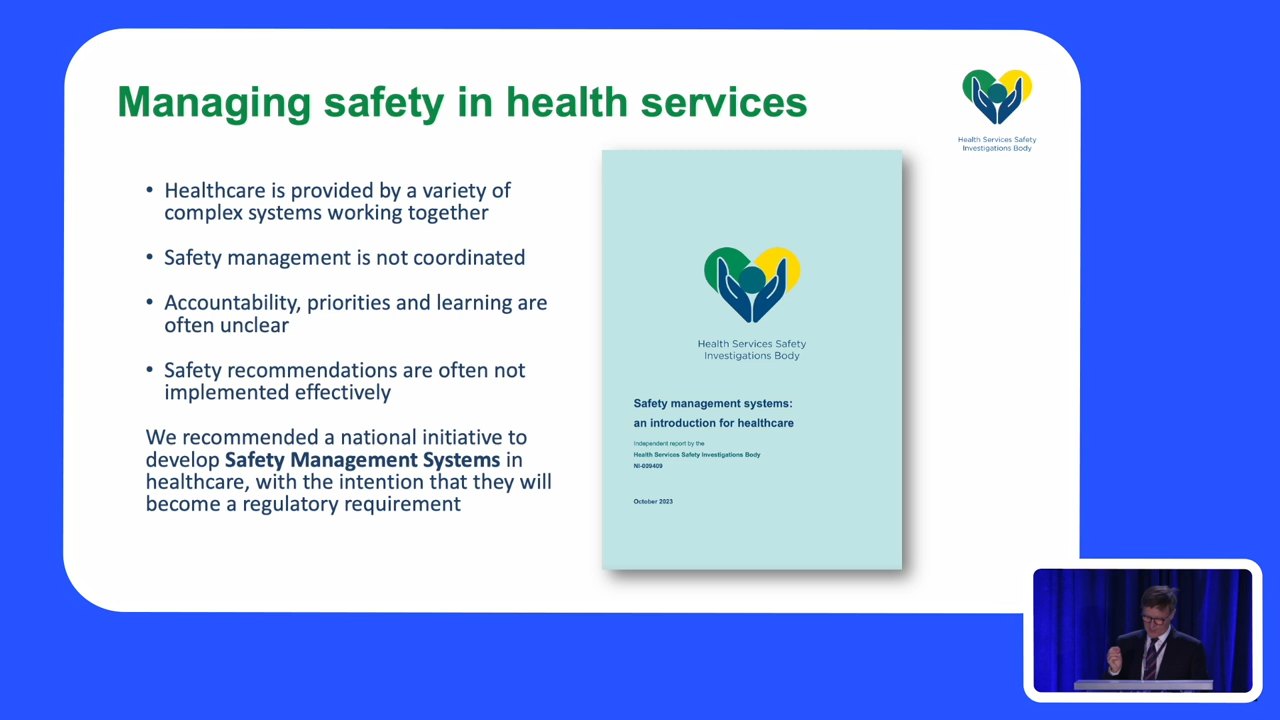 Managing safety in health services
Health Services Safety
Investigations Body
• Healthcare is provided by a variety of
complex systems working together
• Safety management is not coordinated
• Accountability, priorities and learning are
often unclear
• Safety recommendations are often not
implemented effectively
We recommended a national initiative to
develop Safety Management Systems in
healthcare, with the intention that they will
become a regulatory requirement
Health Services Safety
Investigations Body
Safety management systems:
an introduction for healthcare
Independent report by the
Health Services Safety Investigations Body
NI-009409
October 2023